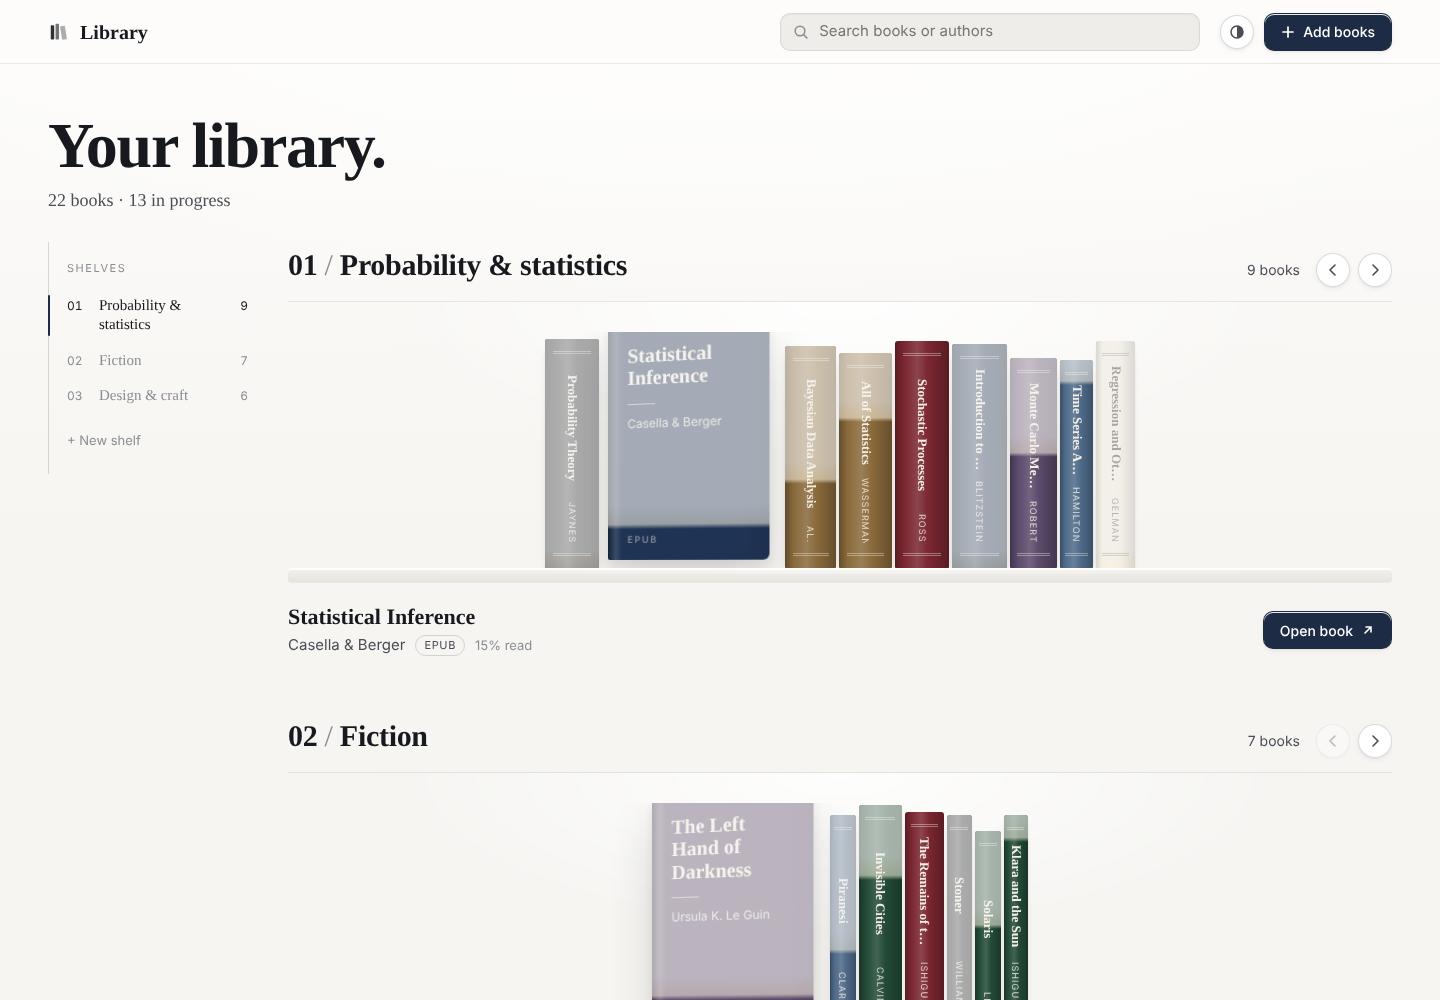 Library
Search books or authors
Add books
Your library.
22 books · 13 in progress
SHELVES
01 Probability & statistics 9
02 Fiction 7
03 Design & craft 6
+ New shelf
01 / Probability & statistics
9 books
Probability Theory JAYNES
Statistical
Inference
Casella & Berger
EPUB
Bayesian Data Analysis AL.
All of Statistics WASSERMAN
Stochastic Processes ROSS
Introduction to … BLITZSTEIN
Monte Carlo Me… ROBERT
Time Series A… HAMILTON
Regression and Ot… GELMAN
Statistical Inference
Casella & Berger EPUB 15% read
Open book
02 / Fiction
7 books
The Left
Hand of
Darkness
Ursula K. Le Guin
Piranesi
Invisible Cities
The Remains of t…
Stoner
Solaris
Klara and the Sun